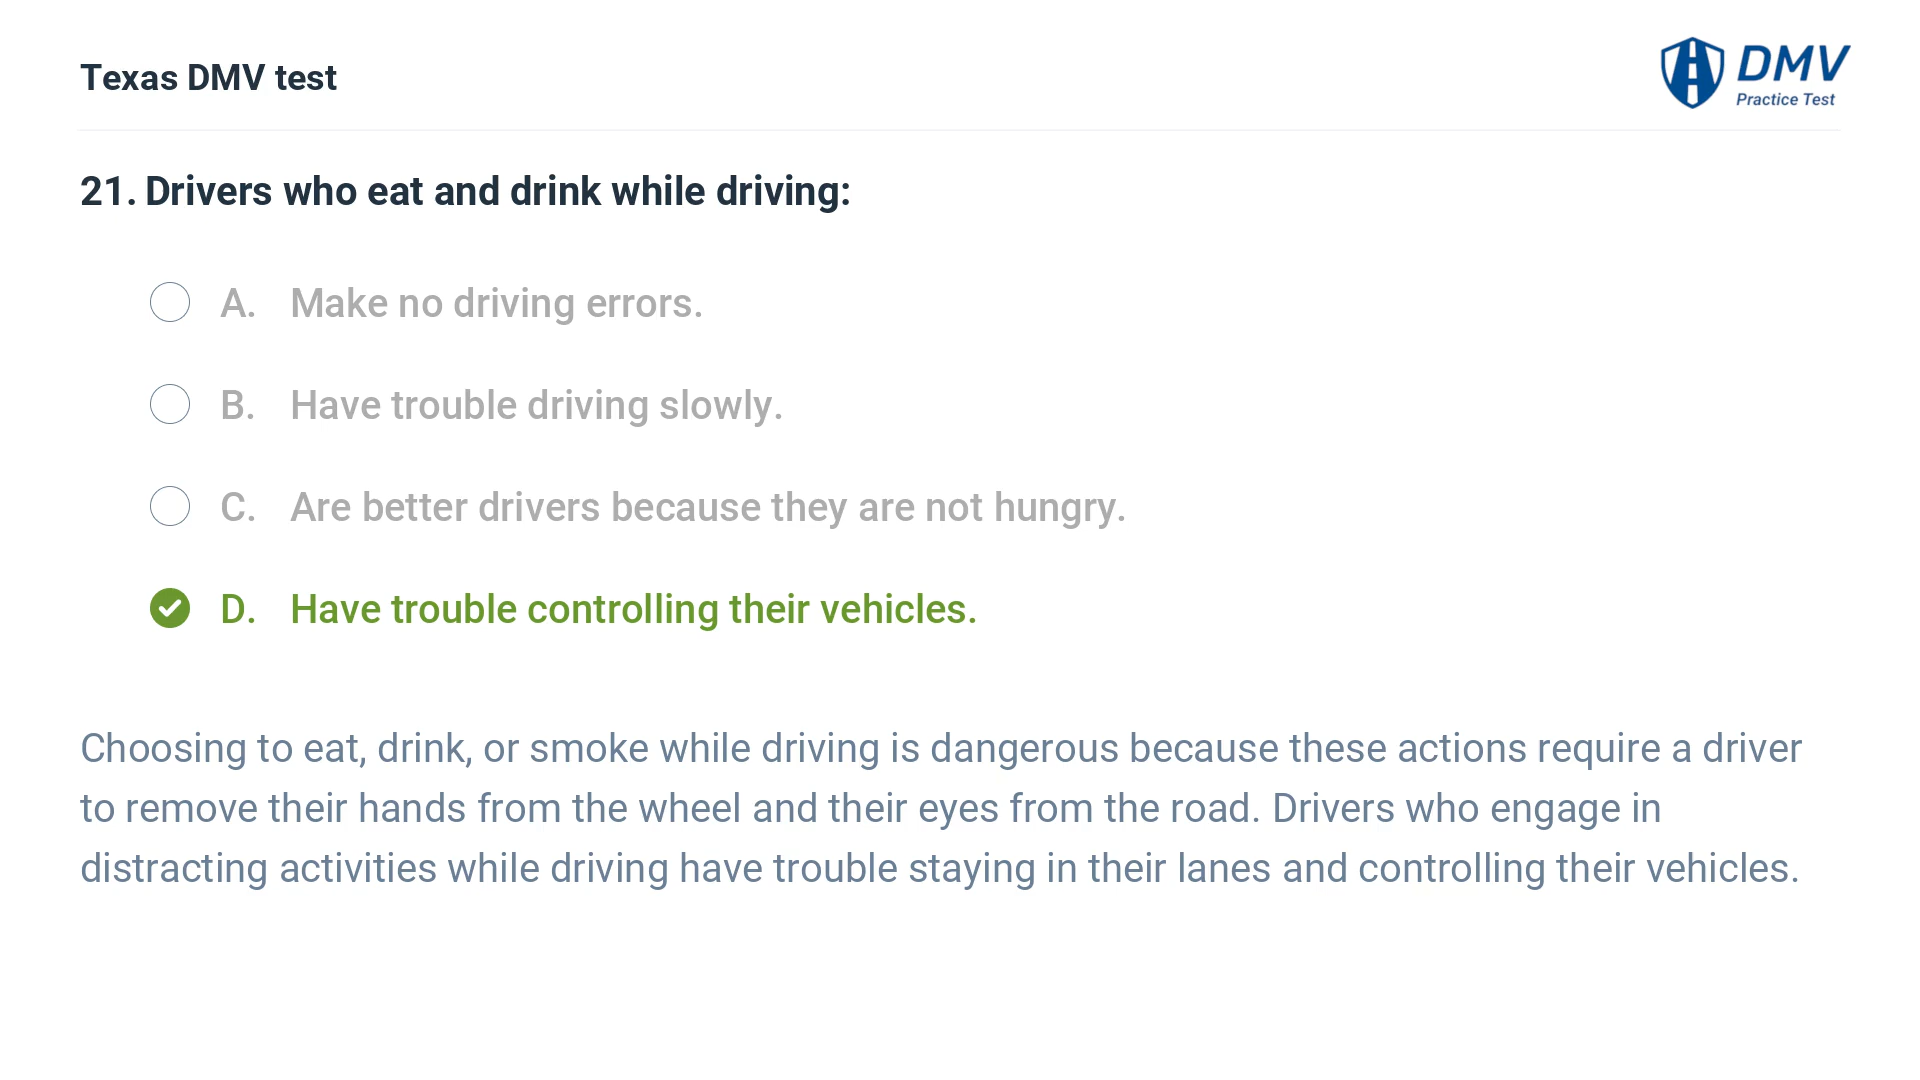 Texas DMV test
DMV
Practice Test
21. Drivers who eat and drink while driving:
A. Make no driving errors.
B. Have trouble driving slowly.
C. Are better drivers because they are not hungry.
D. Have trouble controlling their vehicles.
Choosing to eat, drink, or smoke while driving is dangerous because these actions require a driver
to remove their hands from the wheel and their eyes from the road. Drivers who engage in
distracting activities while driving have trouble staying in their lanes and controlling their vehicles.